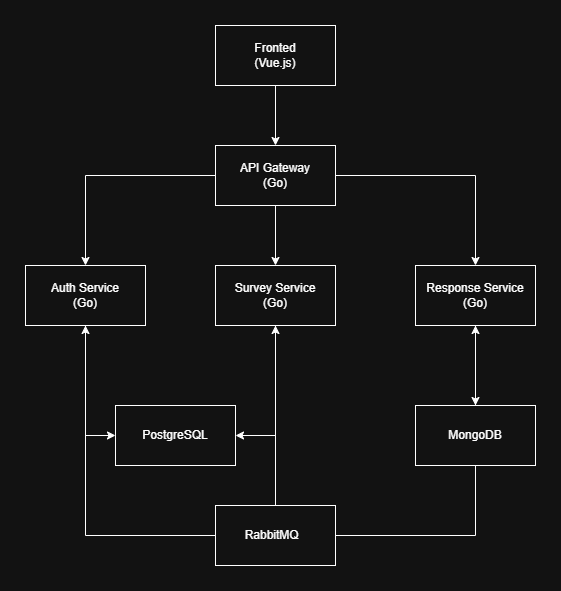 Fronted
(Vue.js)
API Gateway
(Go)
Auth Service
(Go)
Survey Service
(Go)
Response Service
(Go)
PostgreSQL
MongoDB
RabbitMQ